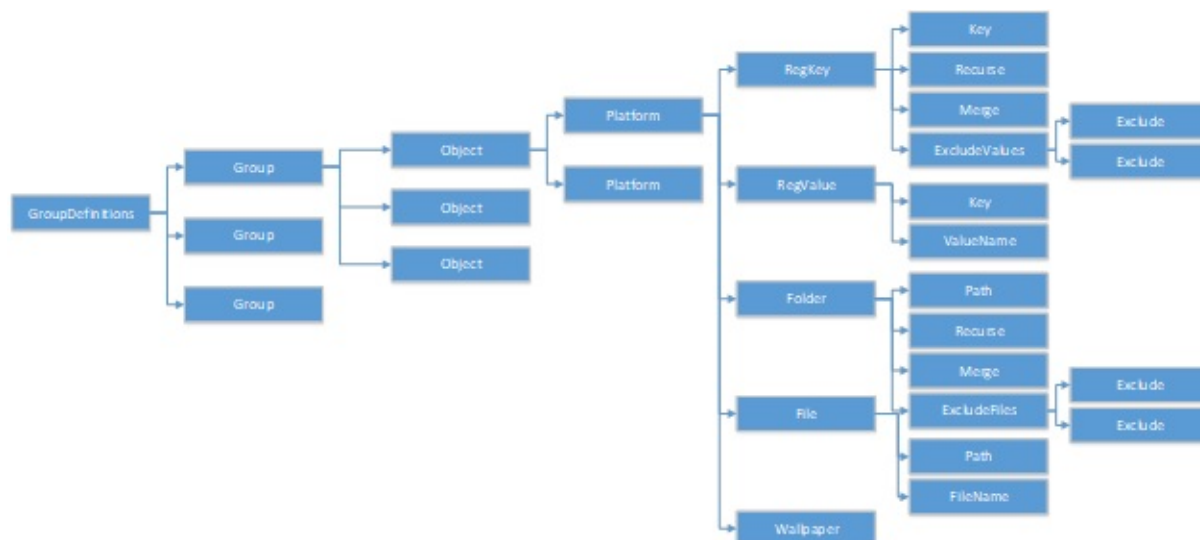 GroupDefinitions
Group
Group
Group
Object
Object
Object
Platform
Platform
RegKey
RegValue
Folder
File
Wallpaper
Key
Recurse
Merge
ExcludeValues
Key
ValueName
Path
Recurse
Merge
ExcludeFiles
Path
FileName
Exclude
Exclude
Exclude
Exclude